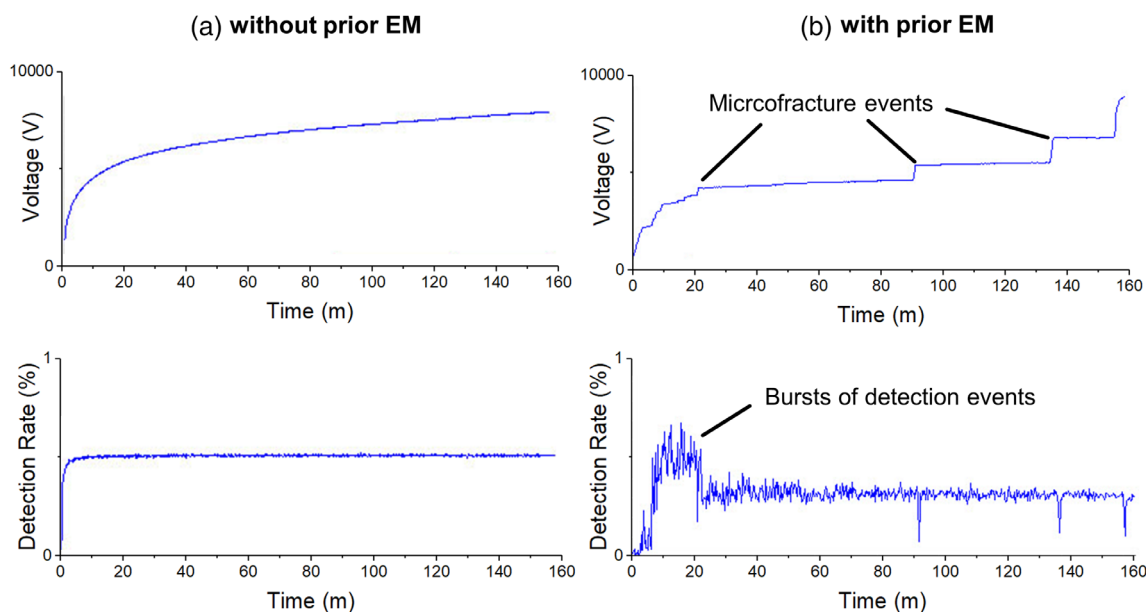 (a) without prior EM
10000
0
Voltage (V)
0 20 40 60 80 100 120 140 160
Time (m)
1
0
Detection Rate (%)
0 20 40 60 80 100 120 140 160
Time (m)
(b) with prior EM
10000
Micrcofracture events
0
Voltage (V)
0 20 40 60 80 100 120 140 160
Time (m)
1
Bursts of detection events
0
Detection Rate (%)
0 20 40 60 80 100 120 140 160
Time (m)